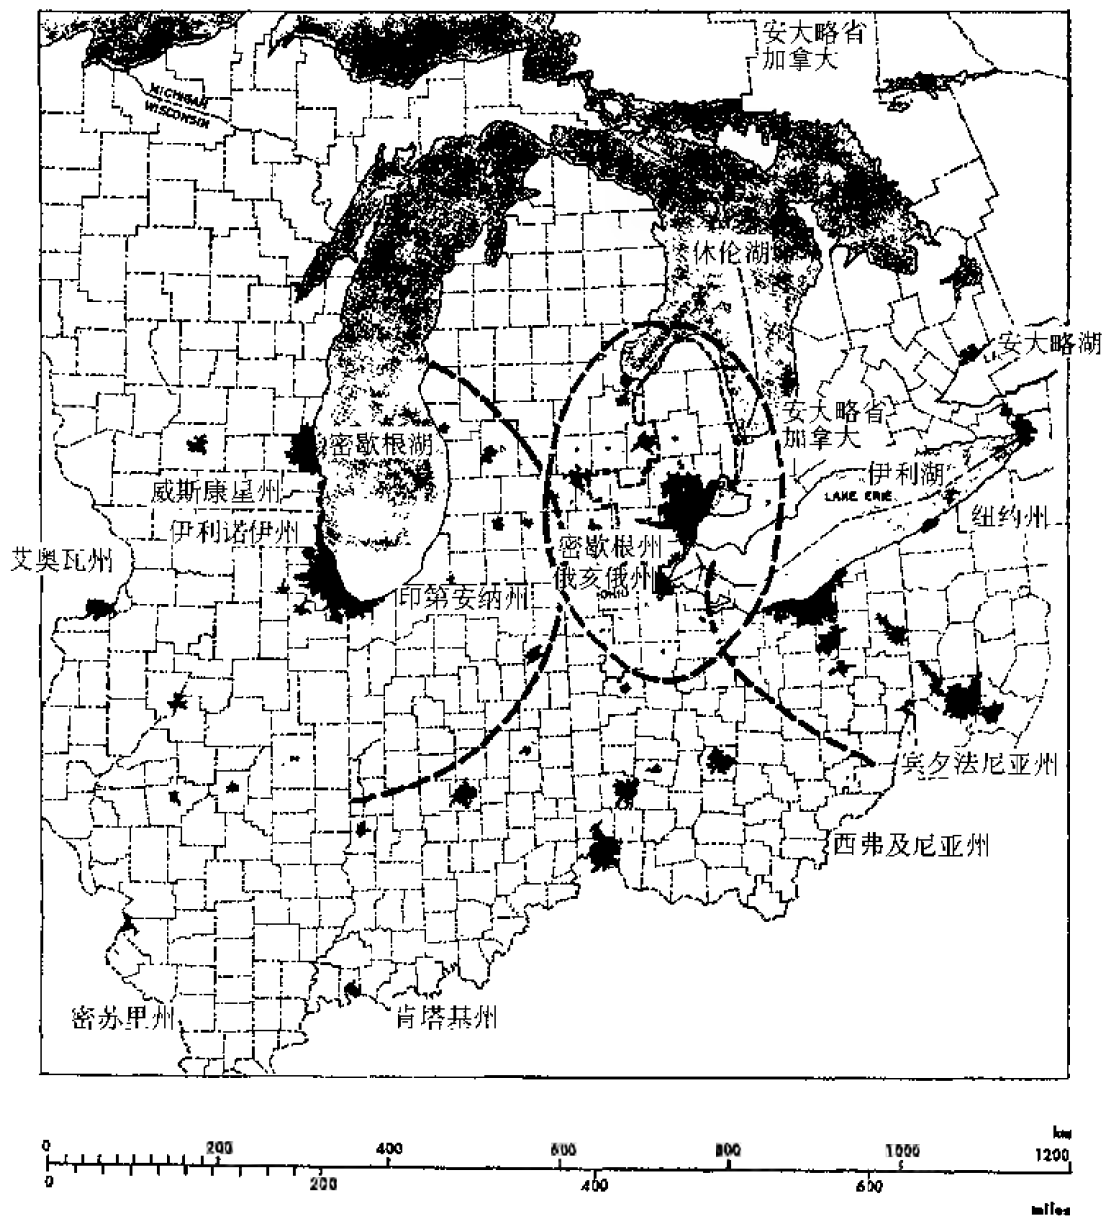 安大略省
加拿大
MICHIGAN
WISCONSIN
休伦湖
安大略湖
安大略省
加拿大
密歇根湖
伊利湖
LAKE ERIE
威斯康星州
纽约州
伊利诺伊州
密歇根州
艾奥瓦州
俄亥俄州
OHIO
印第安纳州
宾夕法尼亚州
西弗及尼亚州
密苏里州
肯塔基州
0 200 400 600 800 1000 1200
km
200 400 600
miles